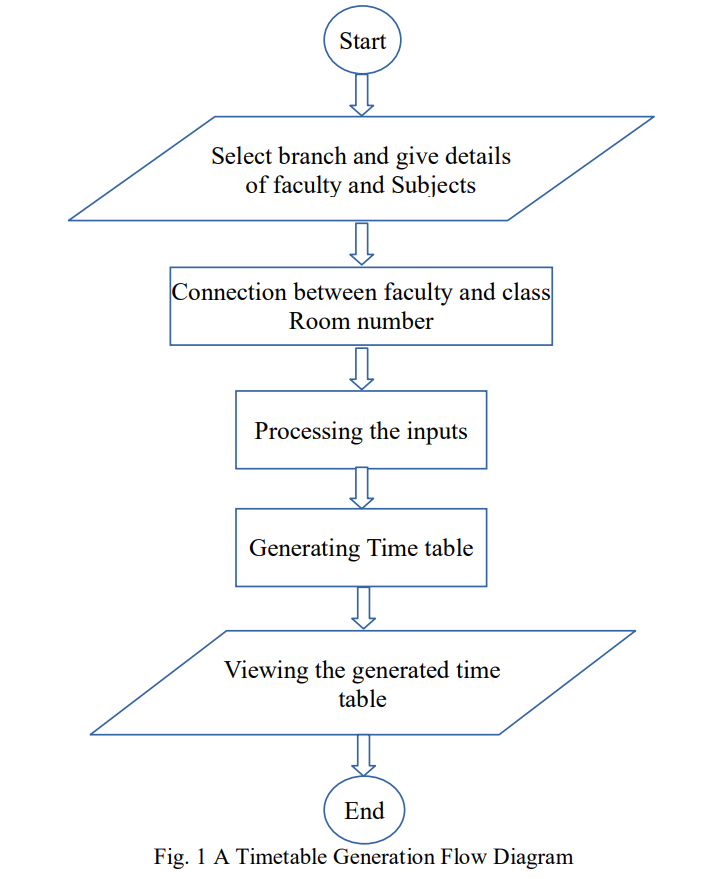 Start
Select branch and give details
of faculty and Subjects
Connection between faculty and class
Room number
Processing the inputs
Generating Time table
Viewing the generated time
table
End
Fig. 1 A Timetable Generation Flow Diagram